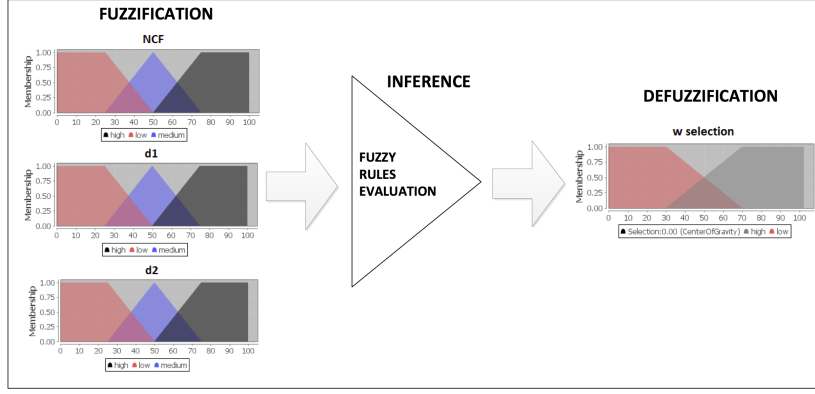 FUZZIFICATION
NCF
Membership
1.00
0.75
0.50
0.25
0.00
0 10 20 30 40 50 60 70 80 90 100
high low medium
d1
Membership
1.00
0.75
0.50
0.25
0.00
0 10 20 30 40 50 60 70 80 90 100
high low medium
d2
Membership
1.00
0.75
0.50
0.25
0.00
0 10 20 30 40 50 60 70 80 90 100
high low medium
INFERENCE
FUZZY
RULES
EVALUATION
DEFUZZIFICATION
w selection
Membership
1.00
0.75
0.50
0.25
0.00
0 10 20 30 40 50 60 70 80 90 100
Selection:0.00 (CenterOfGravity) high low